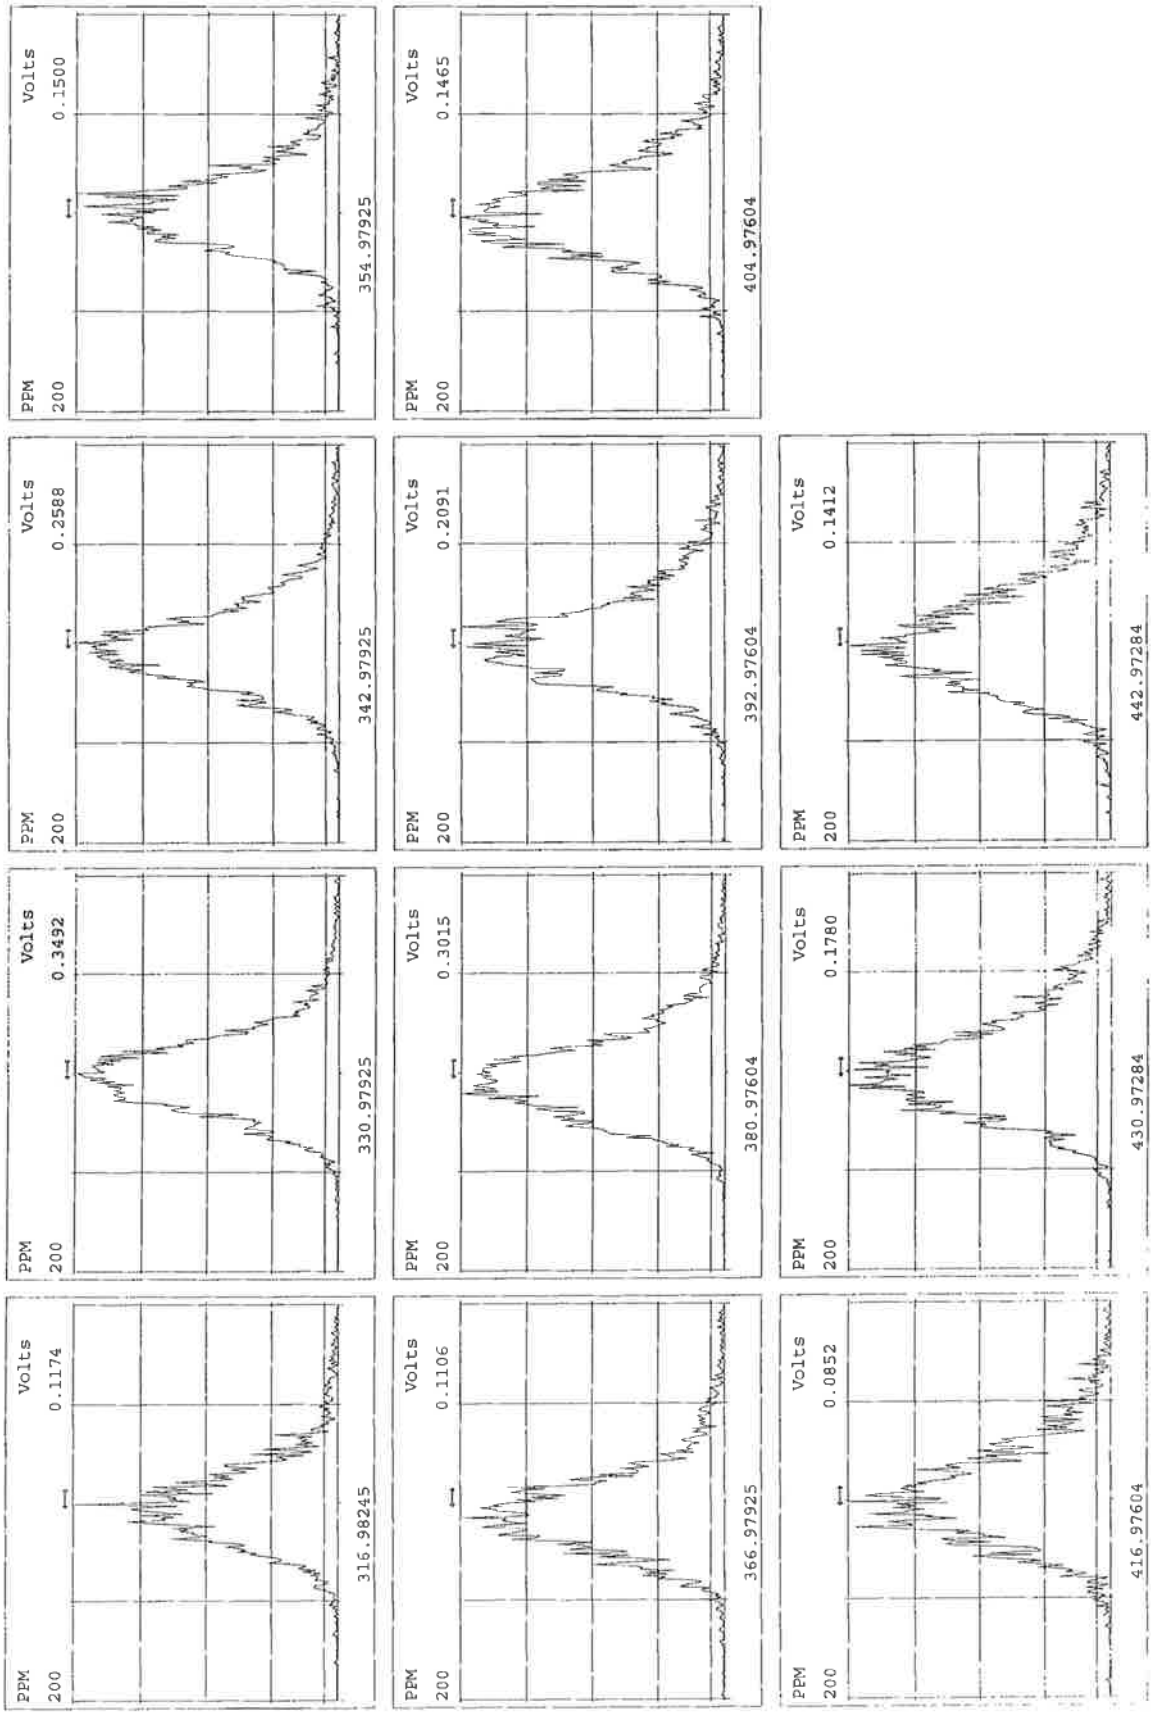 PPM Volts
200 0.1174
316.98245
PPM Volts
200 0.3492
330.97925
PPM Volts
200 0.2588
342.97925
PPM Volts
200 0.1500
354.97925
PPM Volts
200 0.1106
366.97925
PPM Volts
200 0.3015
380.97604
PPM Volts
200 0.2091
392.97604
PPM Volts
200 0.1465
404.97604
PPM Volts
200 0.0852
416.97604
PPM Volts
200 0.1780
430.97284
PPM Volts
200 0.1412
442.97284